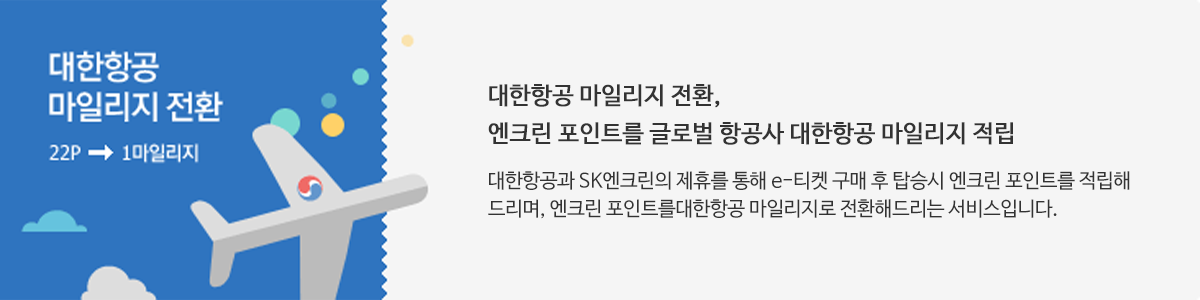 대한항공
마일리지 전환
22P → 1마일리지
대한항공 마일리지 전환,
엔크린 포인트를 글로벌 항공사 대한항공 마일리지 적립
대한항공과 SK엔크린의 제휴를 통해 e-티켓 구매 후 탑승시 엔크린 포인트를 적립해
드리며, 엔크린 포인트를대한항공 마일리지로 전환해드리는 서비스입니다.